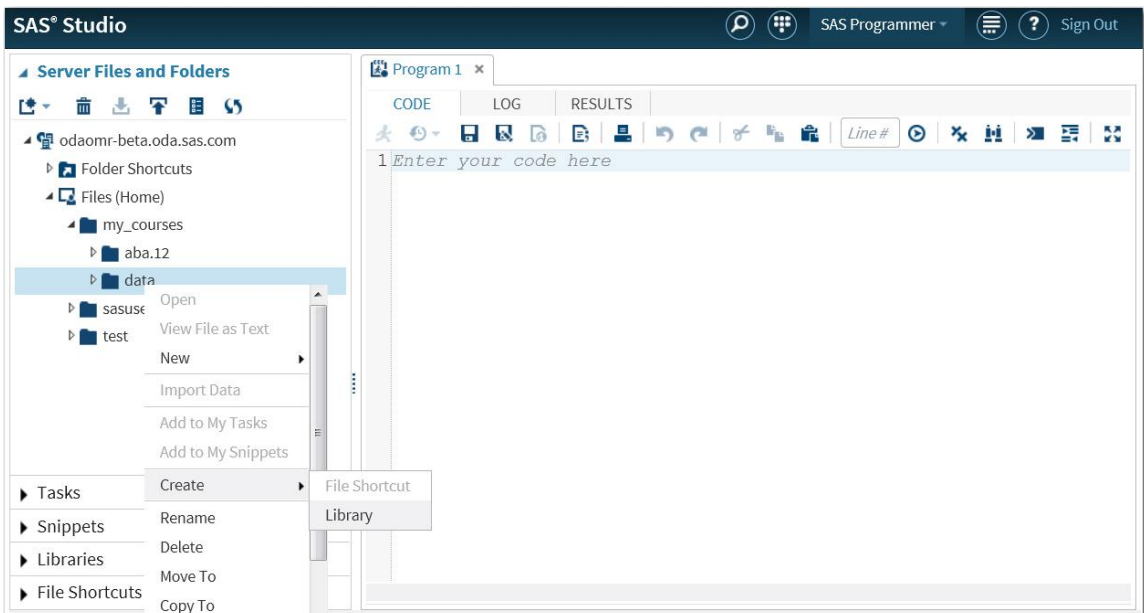 SAS® Studio
SAS Programmer
Sign Out
Server Files and Folders
odaomr-beta.oda.sas.com
Folder Shortcuts
Files (Home)
my_courses
aba.12
data
sasuse
test
Open
View File as Text
New
Import Data
Add to My Tasks
Add to My Snippets
Create
Rename
Delete
Move To
Copy To
File Shortcut
Library
Tasks
Snippets
Libraries
File Shortcuts
Program 1
CODE LOG RESULTS
Line #
1 Enter your code here